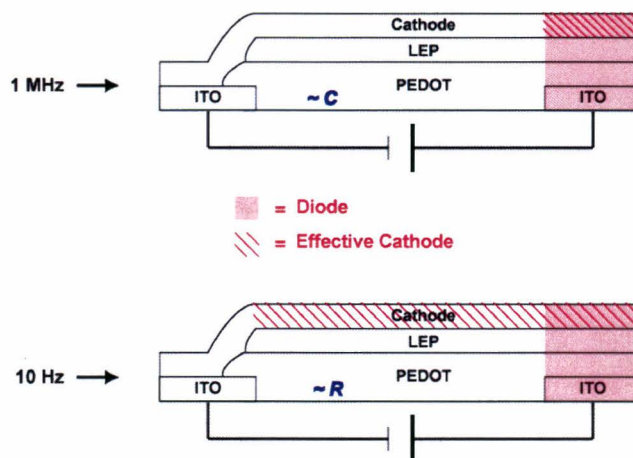 Cathode
LEP
1 MHz
PEDOT
ITO
~ C
ITO
= Diode
= Effective Cathode
Cathode
LEP
10 Hz
PEDOT
ITO
~R
ITO